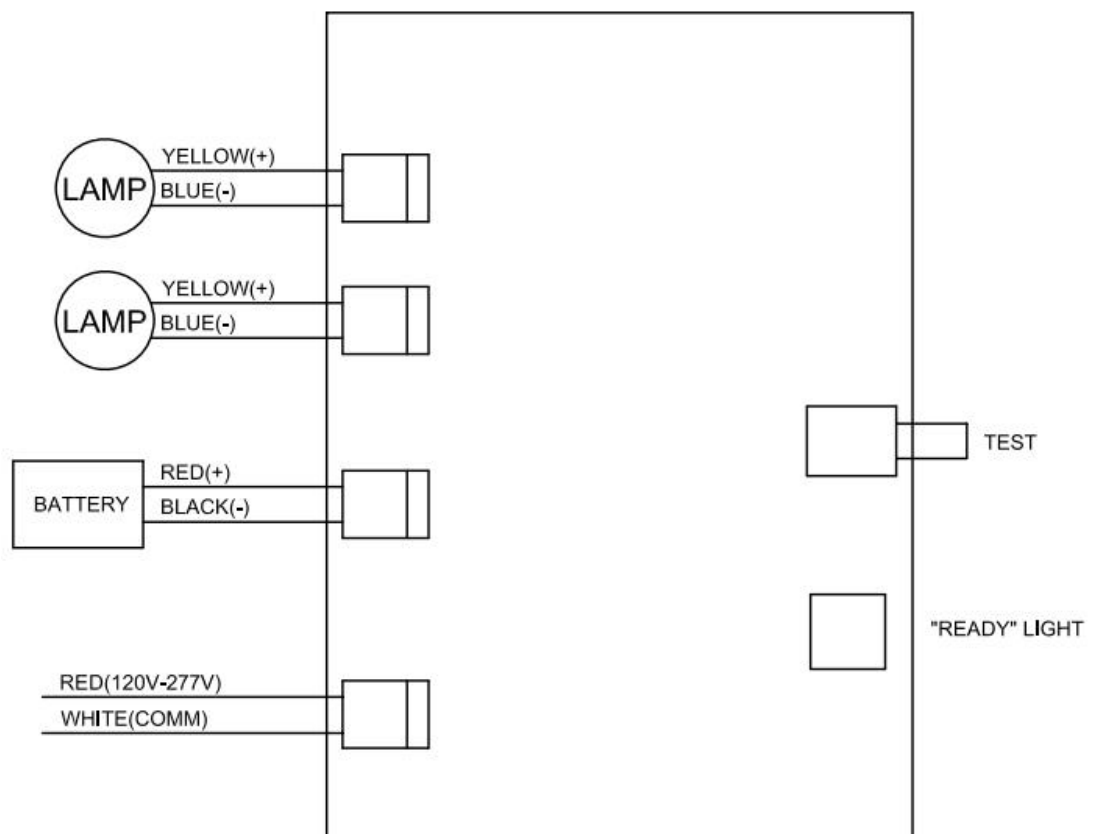 YELLOW(+)
LAMP
BLUE(-)
YELLOW(+)
LAMP
BLUE(-)
TEST
RED(+)
BATTERY
BLACK(-)
"READY" LIGHT
RED(120V-277V)
WHITE(COMM)